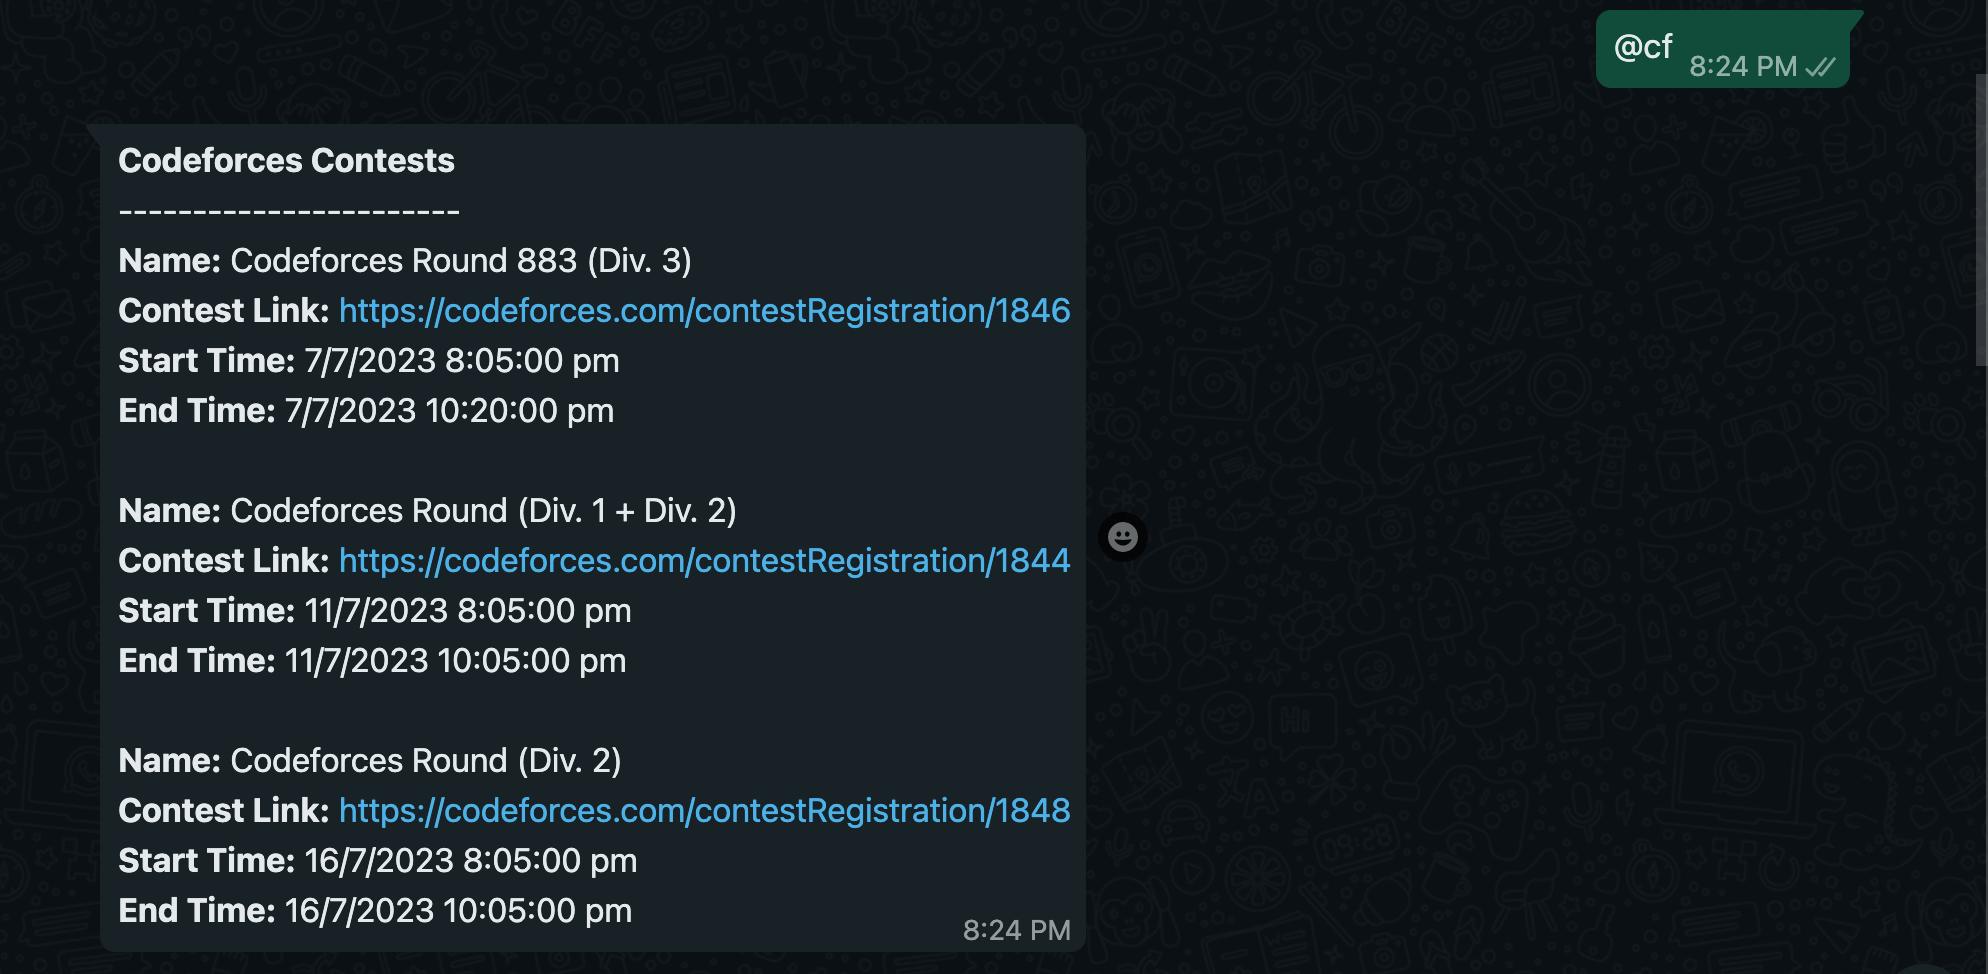 @cf
8:24 PM
Codeforces Contests
-----------------------
Name: Codeforces Round 883 (Div. 3)
Contest Link: https://codeforces.com/contestRegistration/1846
Start Time: 7/7/2023 8:05:00 pm
End Time: 7/7/2023 10:20:00 pm
Name: Codeforces Round (Div. 1 + Div. 2)
Contest Link: https://codeforces.com/contestRegistration/1844
Start Time: 11/7/2023 8:05:00 pm
End Time: 11/7/2023 10:05:00 pm
Name: Codeforces Round (Div. 2)
Contest Link: https://codeforces.com/contestRegistration/1848
Start Time: 16/7/2023 8:05:00 pm
End Time: 16/7/2023 10:05:00 pm
8:24 PM